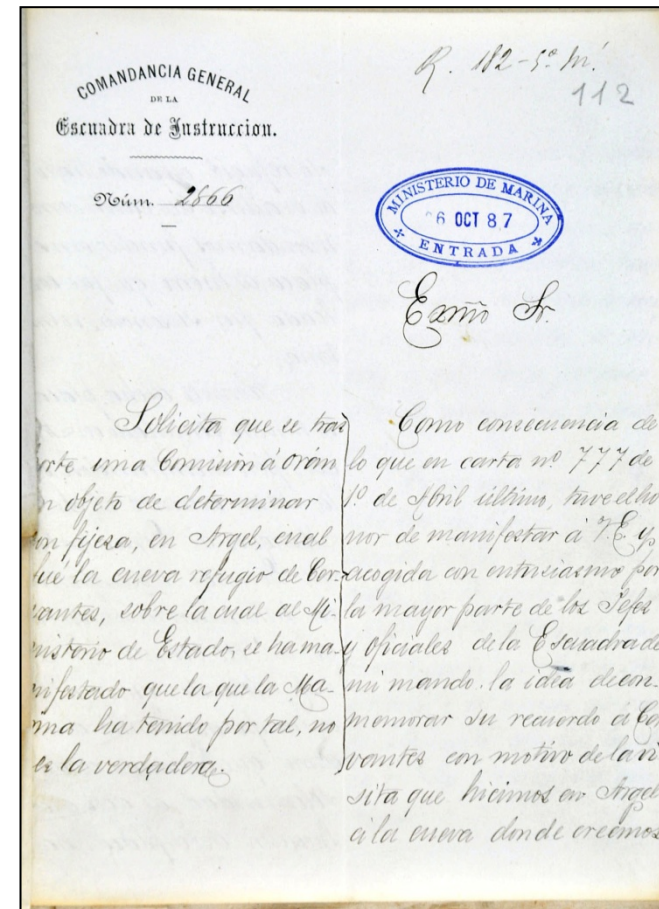 R. 182-5º M.
112
COMANDANCIA GENERAL
DE LA
Escuadra de Instruccion.
Núm. 2866
MINISTERIO DE MARINA
6 OCT 87
ENTRADA
Exmõ Sr
Solicita que se tras
orte una Comision á Orán
n objeto de determinar
on fijeza, en Argel, cual
ué la cueva refugio de Cer-
vantes, sobre la cual al Mi-
nisterio de Estado, se ha ma-
nifestado que la que la Ma-
rina ha tenido por tal, no
es la verdadera.
Como consecuencia de
lo que en carta nº 777 de
1º de Abril último, tuve el ho
nor de manifestar á V.E. y
acogida con entusiasmo por
la mayor parte de los Jefes
y oficiales de la Escuadra de
mi mando la idea de con-
memorar su recuerdo á Cer
vantes con motivo de la vi
sita que hicimos en Argel
á la cueva donde creemos